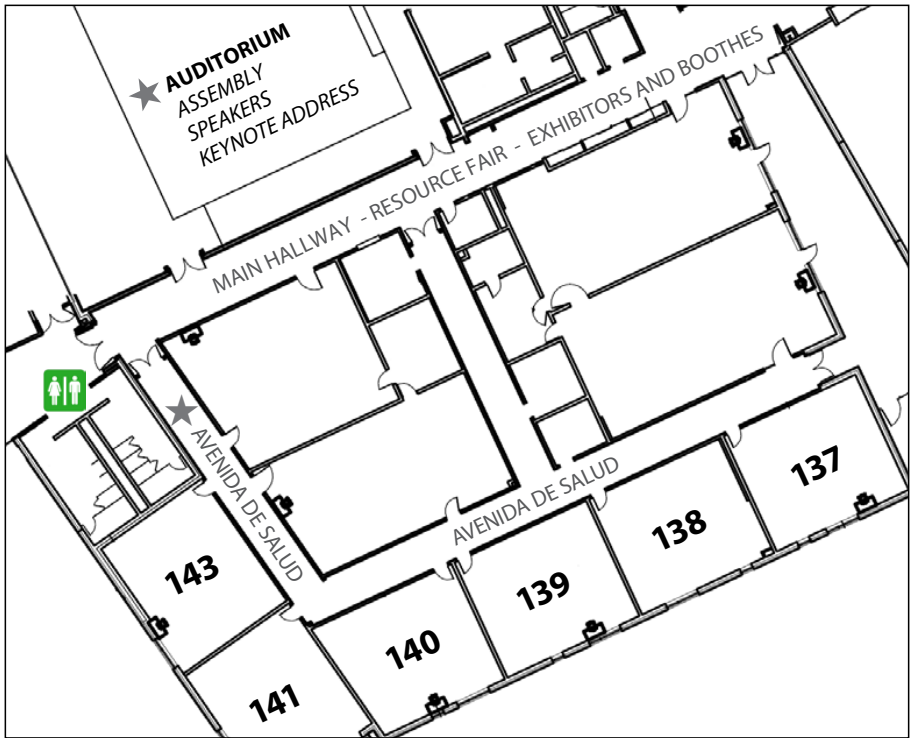 AUDITORIUM
ASSEMBLY
SPEAKERS
KEYNOTE ADDRESS
MAIN HALLWAY - RESOURCE FAIR - EXHIBITORS AND BOOTHES
AVENIDA DE SALUD
AVENIDA DE SALUD
137
138
139
143
140
141